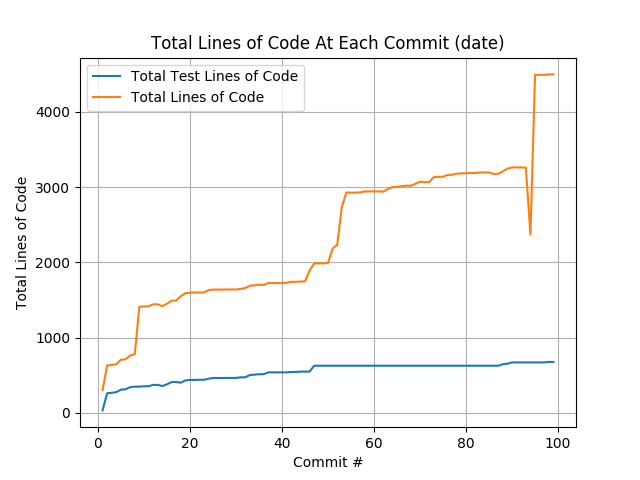 Total Lines of Code At Each Commit (date)
Total Test Lines of Code
Total Lines of Code
Total Lines of Code
4000
3000
2000
1000
0
0 20 40 60 80 100
Commit #